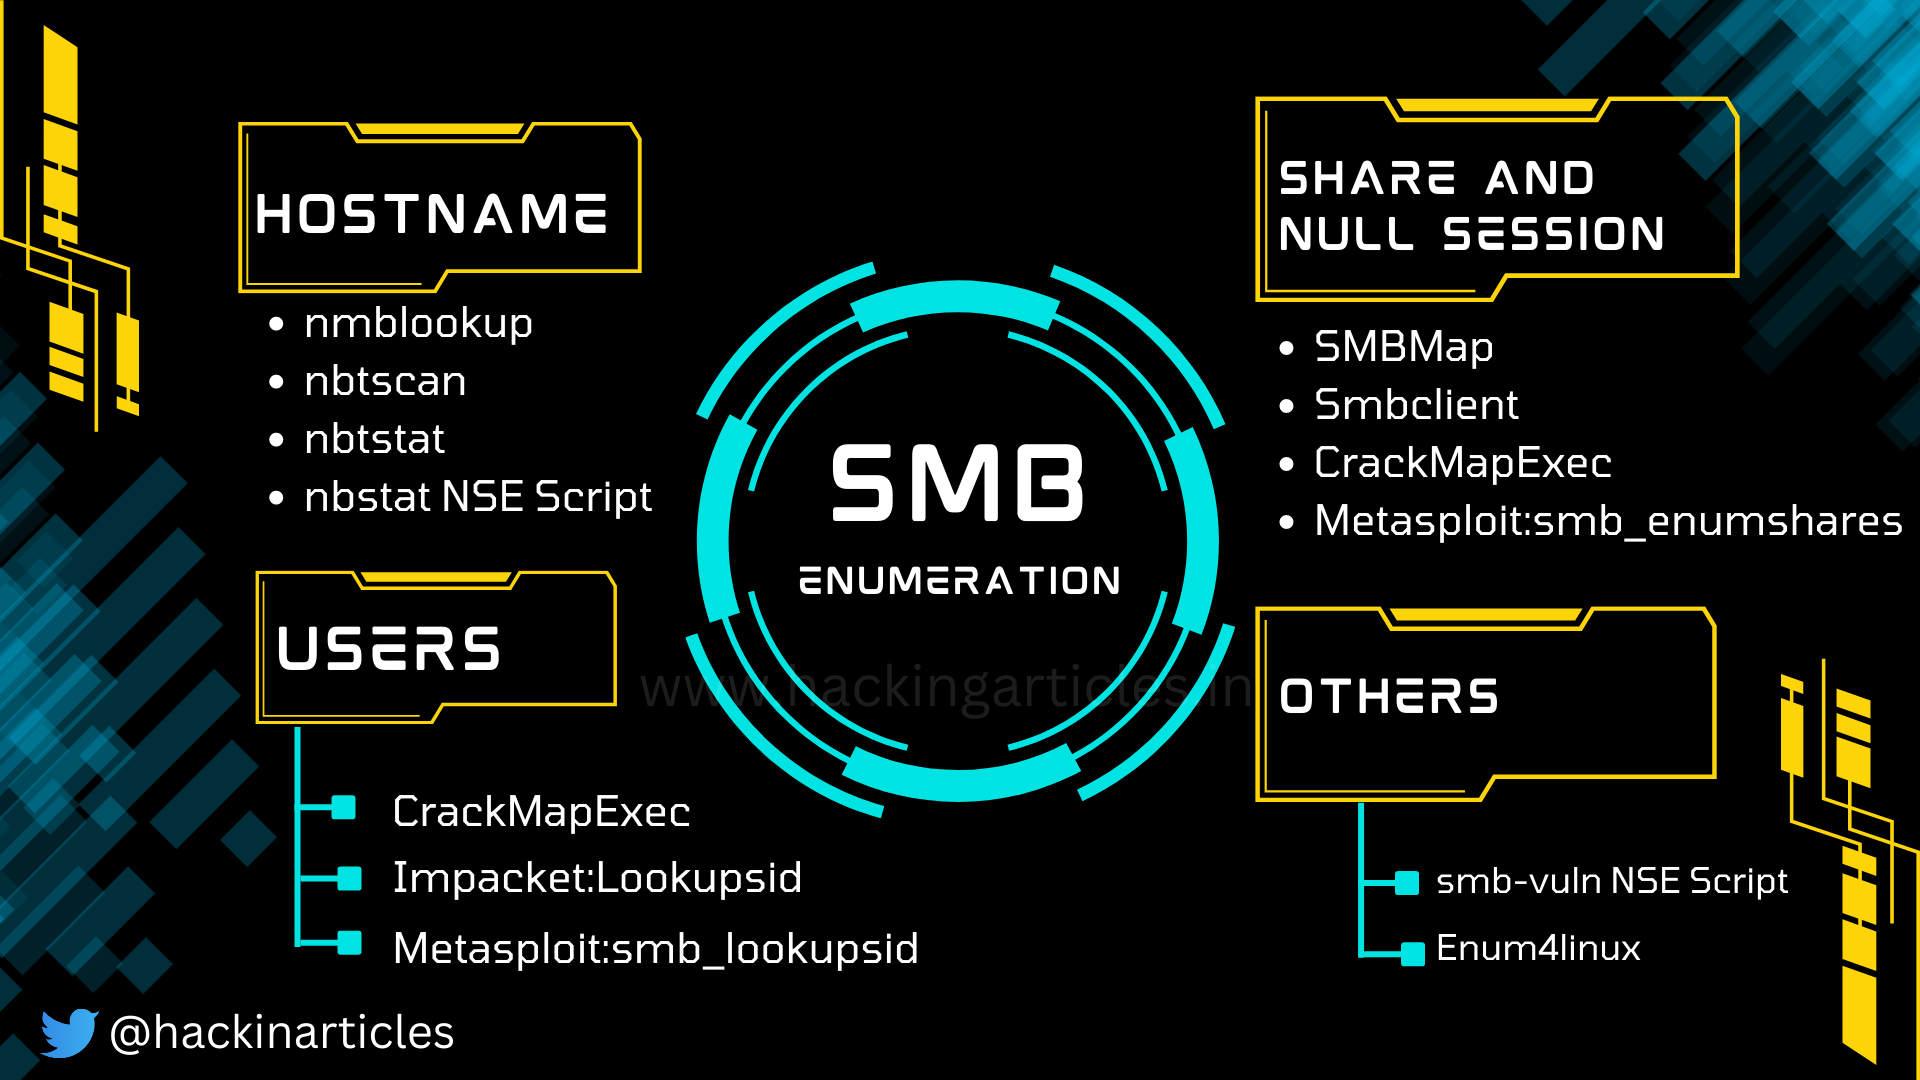 HOSTNAME
• nmblookup
• nbtscan
• nbtstat
• nbstat NSE Script
USERS
CrackMapExec
Impacket:Lookupsid
Metasploit:smb_lookupsid
@hackinarticles
SMB
ENUMERATION
www.hackingarticles.in
SHARE AND
NULL SESSION
• SMBMap
• Smbclient
• CrackMapExec
• Metasploit:smb_enumshares
OTHERS
smb-vuln NSE Script
Enum4linux